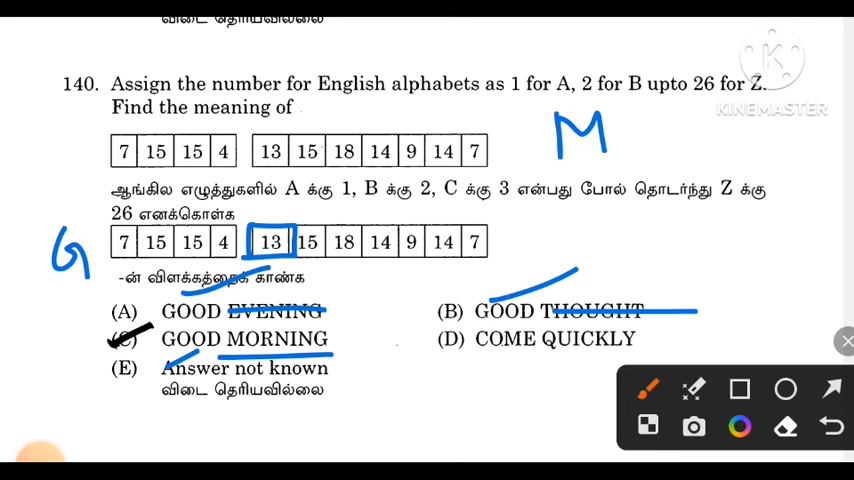 விடை தெரியவில்லை
KINEMASTER
140. Assign the number for English alphabets as 1 for A, 2 for B upto 26 for Z.
Find the meaning of
7 15 15 4 13 15 18 14 9 14 7
M
ஆங்கில எழுத்துகளில் A க்கு 1, B க்கு 2, C க்கு 3 என்பது போல் தொடர்ந்து Z க்கு
26 எனக்கொள்க
G 7 15 15 4 13 15 18 14 9 14 7
-ன் விளக்கத்தைக் காண்க
(A) GOOD EVENING (B) GOOD THOUGHT
(C) GOOD MORNING (D) COME QUICKLY
(E) Answer not known
விடை தெரியவில்லை